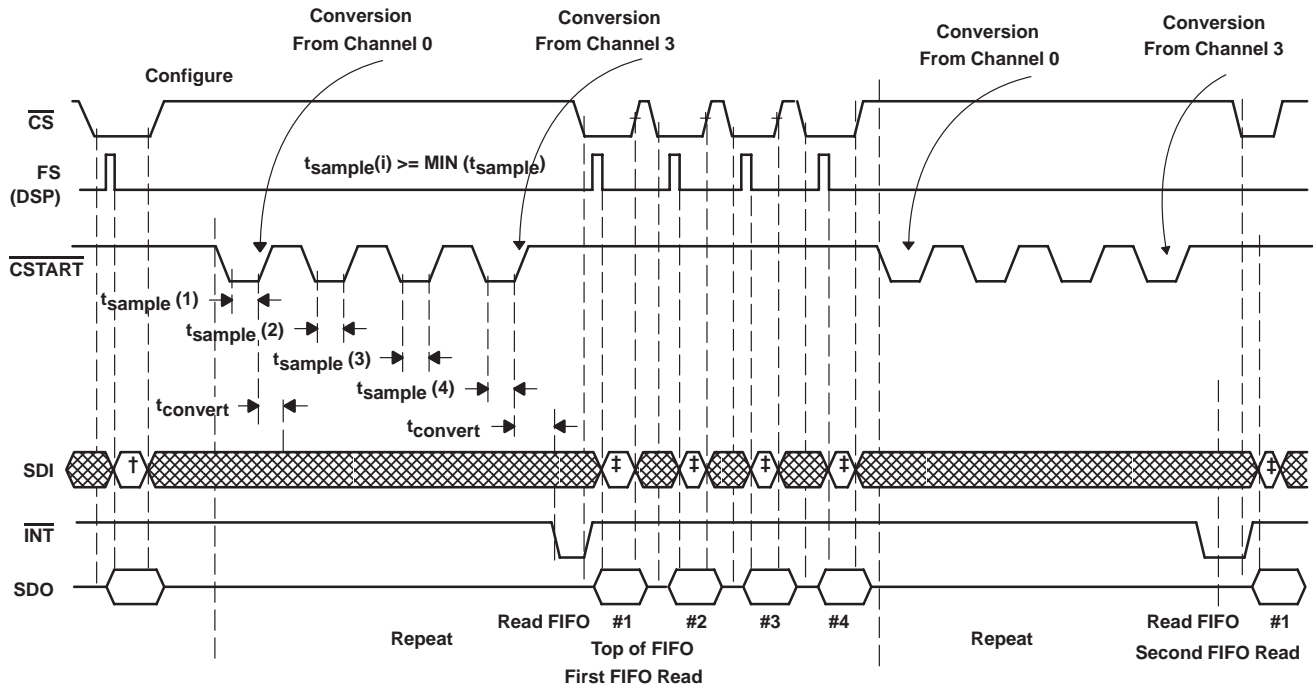 Conversion
From Channel 0
Conversion
From Channel 3
Conversion
From Channel 0
Conversion
From Channel 3
Configure
CS
FS
(DSP)
tsample(i) >= MIN (tsample)
CSTART
tsample (1)
tsample (2)
tsample (3)
tsample (4)
tconvert
tconvert
SDI
† ‡ ‡ ‡ ‡ ‡
INT
SDO
Repeat
Read FIFO #1 #2 #3 #4
Top of FIFO
First FIFO Read
Repeat
Read FIFO #1
Second FIFO Read